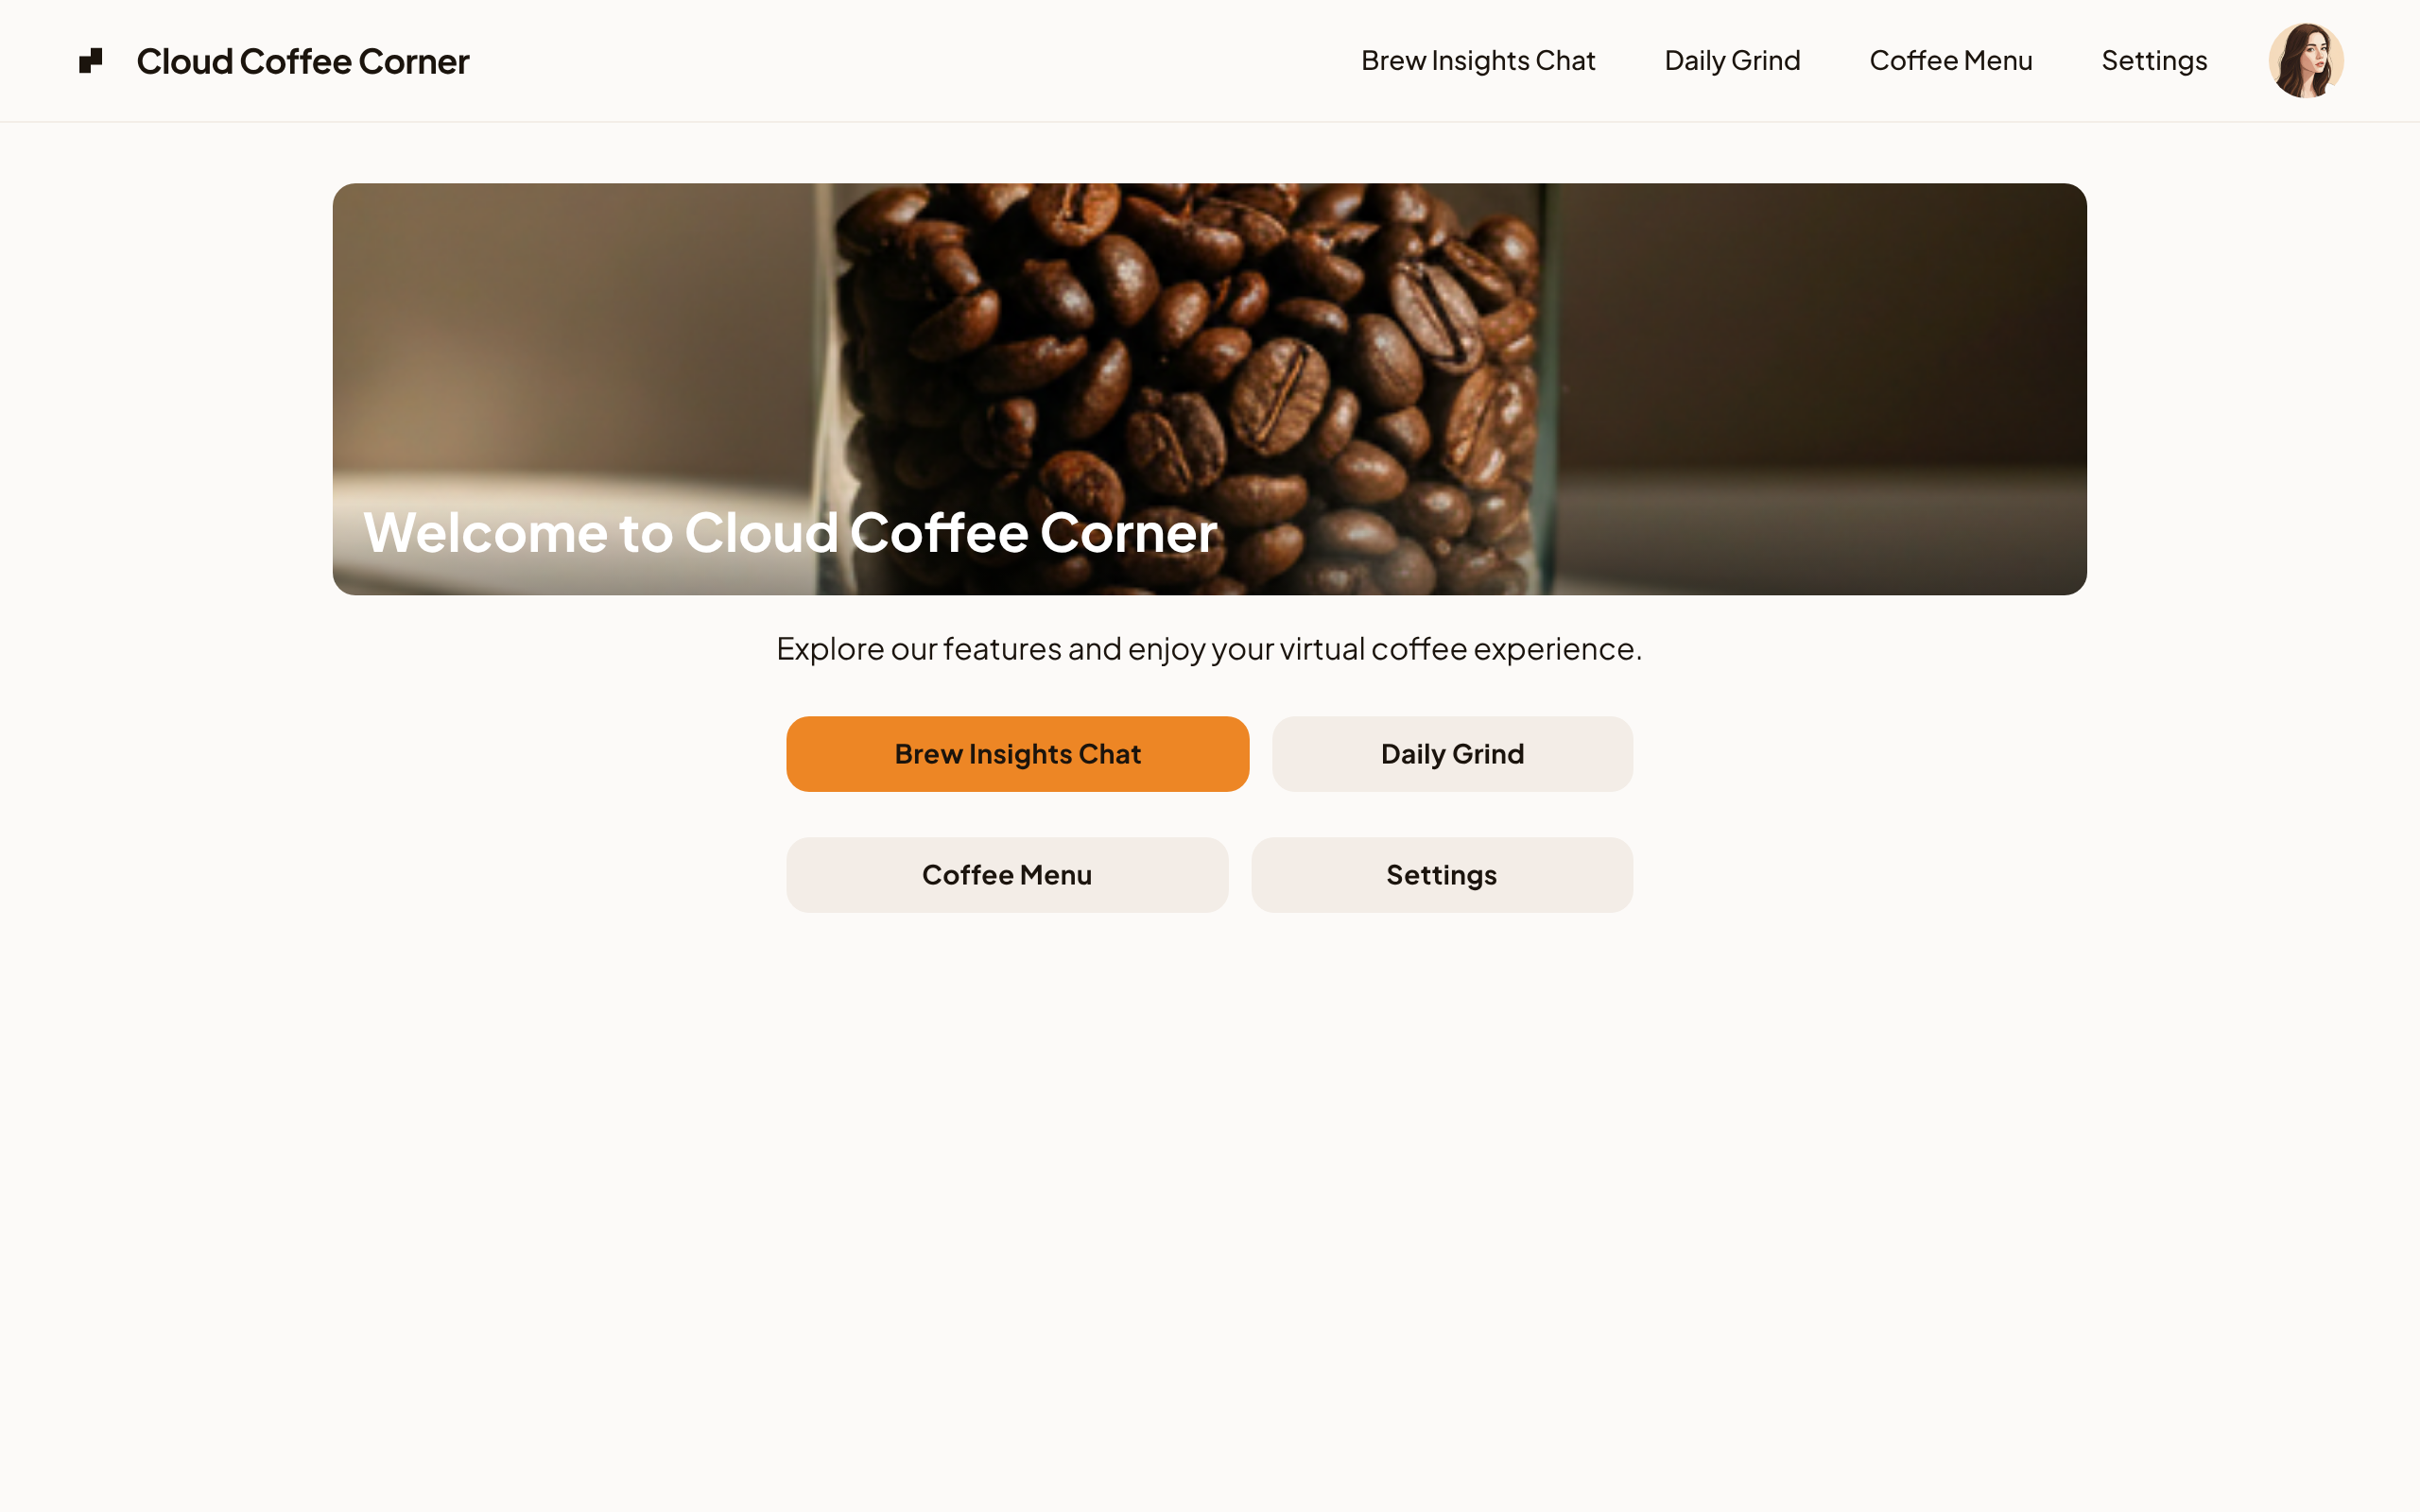 Cloud Coffee Corner
Brew Insights Chat
Daily Grind
Coffee Menu
Settings
Welcome to Cloud Coffee Corner
Explore our features and enjoy your virtual coffee experience.
Brew Insights Chat
Daily Grind
Coffee Menu
Settings